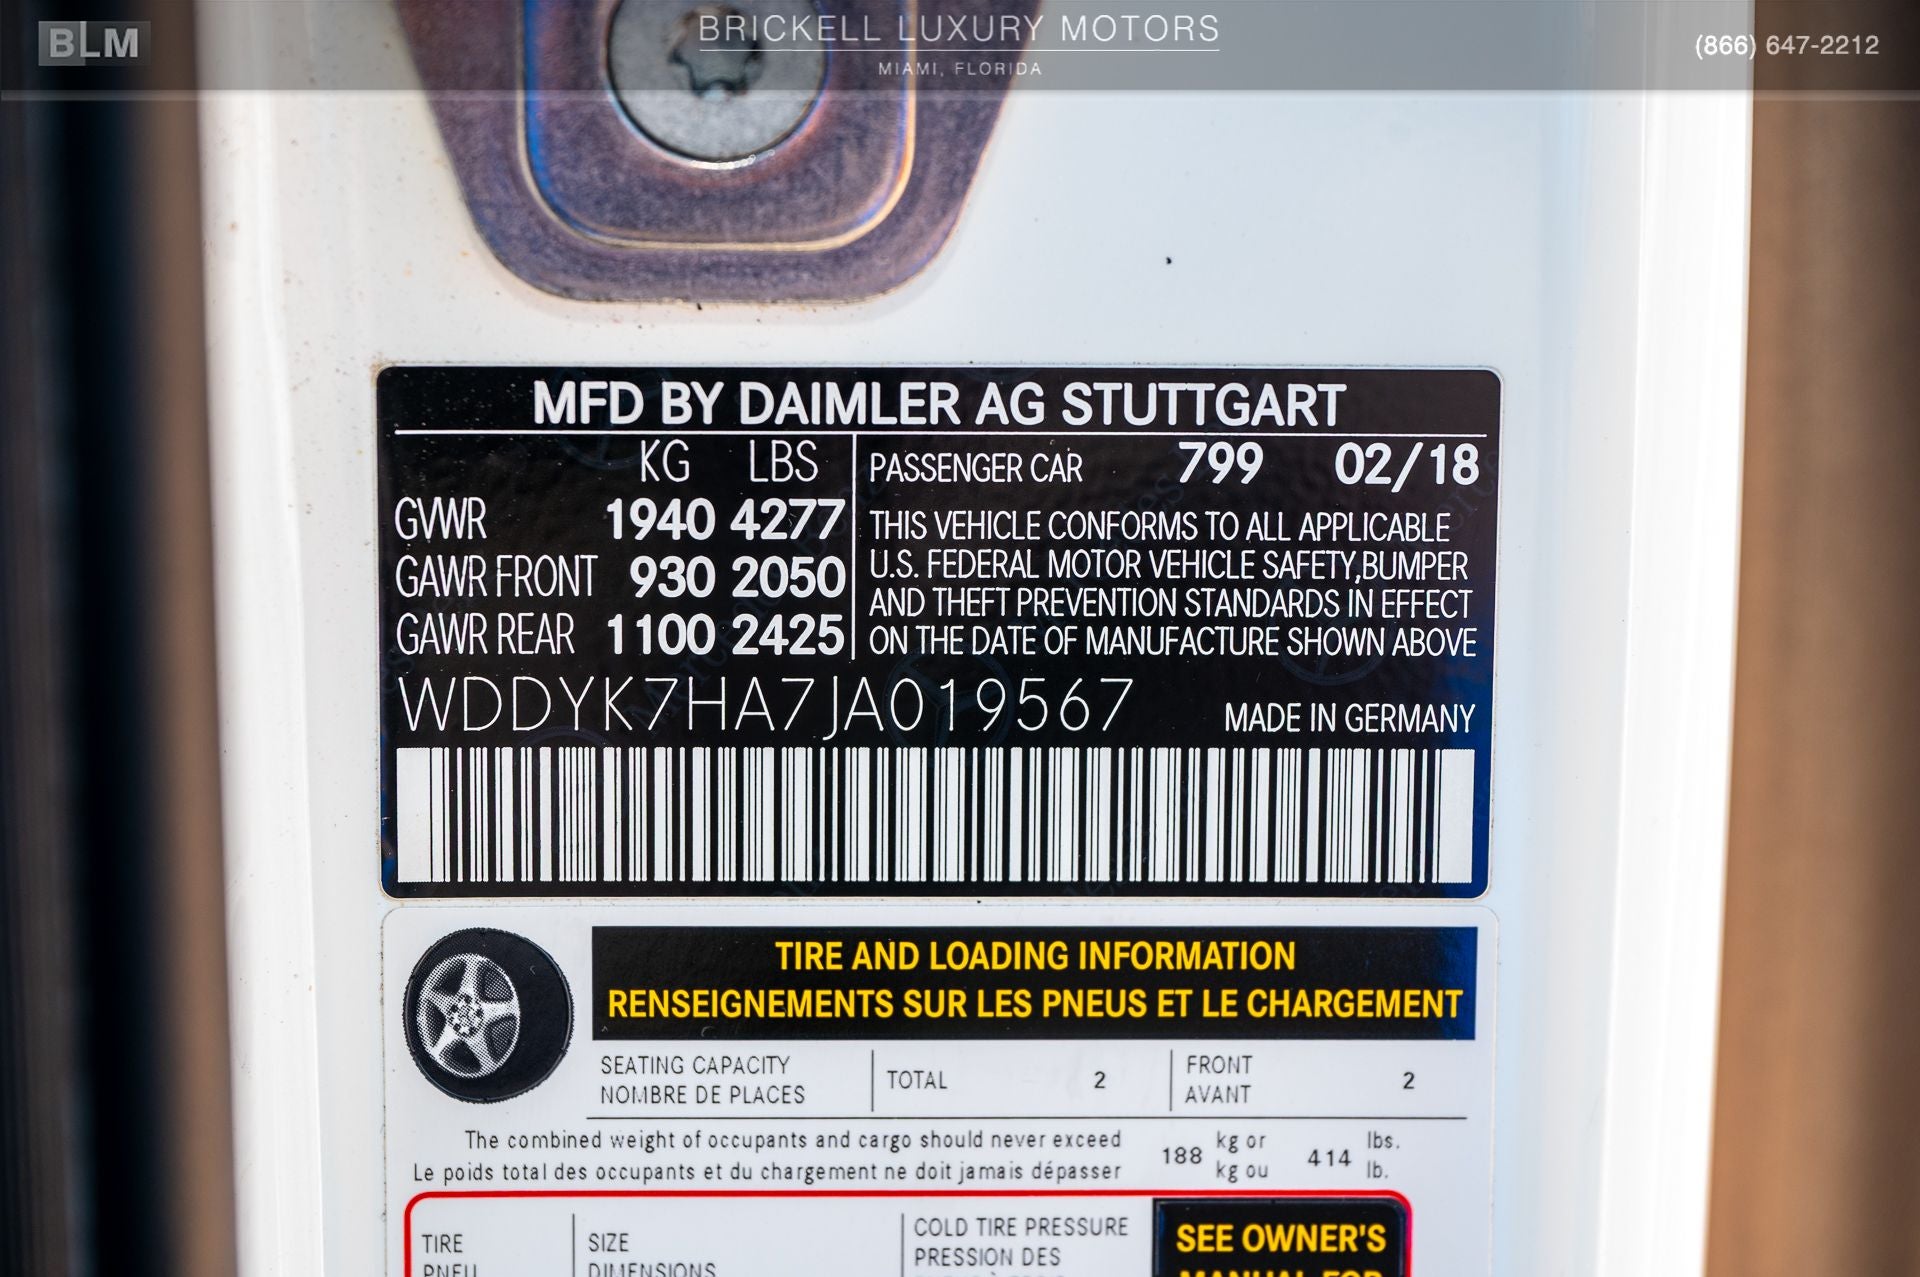 BLM
BRICKELL LUXURY MOTORS
MIAMI, FLORIDA
(866) 647-2212
MFD BY DAIMLER AG STUTTGART
KG LBS
GVWR 1940 4277
GAWR FRONT 930 2050
GAWR REAR 1100 2425
PASSENGER CAR 799 02/18
THIS VEHICLE CONFORMS TO ALL APPLICABLE
U.S. FEDERAL MOTOR VEHICLE SAFETY,BUMPER
AND THEFT PREVENTION STANDARDS IN EFFECT
ON THE DATE OF MANUFACTURE SHOWN ABOVE
WDDYK7HA7JA019567
MADE IN GERMANY
TIRE AND LOADING INFORMATION
RENSEIGNEMENTS SUR LES PNEUS ET LE CHARGEMENT
SEATING CAPACITY
NOMBRE DE PLACES
TOTAL 2
FRONT
AVANT
2
The combined weight of occupants and cargo should never exceed
Le poids total des occupants et du chargement ne doit jamais dépasser
188
kg or
kg ou
414
lbs.
lb.
TIRE
PNEU
SIZE
DIMENSIONS
COLD TIRE PRESSURE
PRESSION DES
SEE OWNER'S
MANUAL FOR